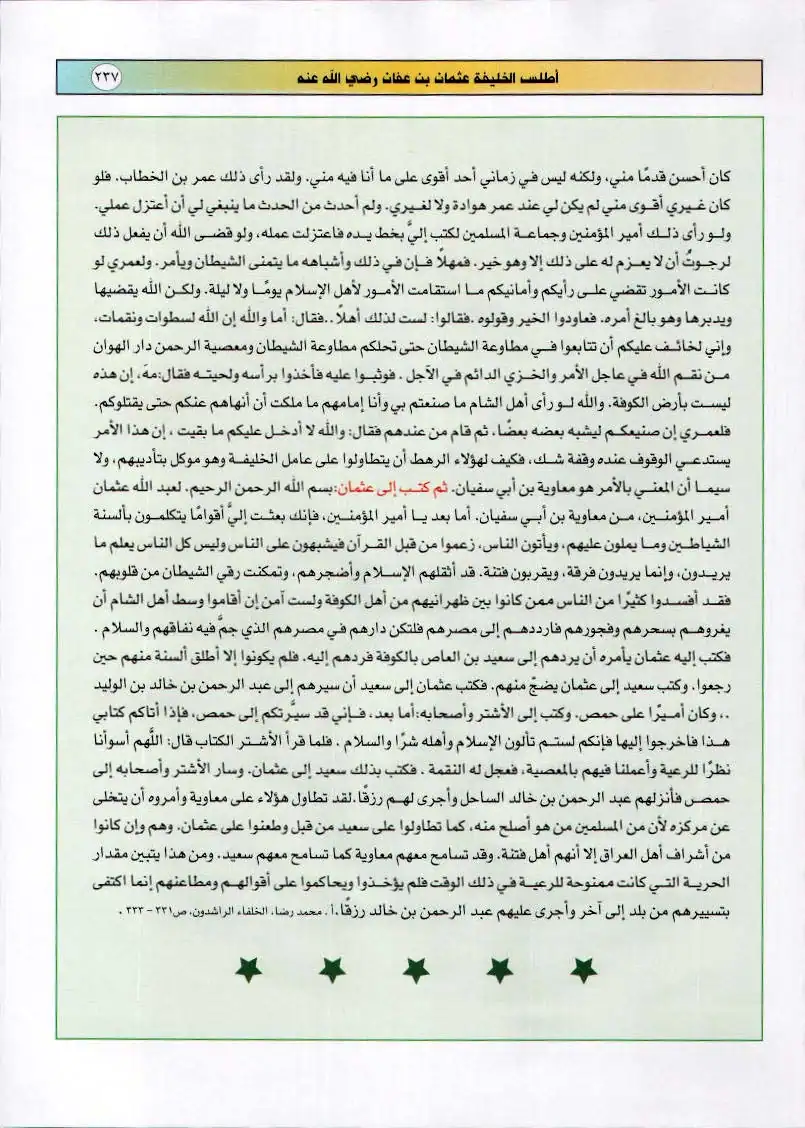 أطلس الخليفة عثمان بن عفان رضي الله عنه
٢٣٧
كان أحسن قدمًا مني، ولكنه ليس في زماني أحد أقوى على ما أنا فيه مني. ولقد رأى ذلك عمر بن الخطاب. فلو
كان غيري أقوى مني لم يكن لي عند عمر هوادة ولا لغيري. ولم أحدث من الحدث ما ينبغي لي أن أعتزل عملي.
ولو رأى ذلك أمير المؤمنين وجماعة المسلمين لكتب إليَّ بخط يده فاعتزلت عمله، ولو قضى الله أن يفعل ذلك
لرجوتُ أن لا يعزم له على ذلك إلا وهو خير. فمهلاً فإن في ذلك وأشباهه ما يتمنى الشيطان ويأمر. ولعمري لو
كانت الأمور تقضي على رأيكم وأمانيكم ما استقامت الأمور لأهل الإسلام يومًا ولا ليلة. ولكن الله يقضيها
ويدبرها وهو بالغ أمره. فعاودوا الخير وقولوه .فقالوا: لست لذلك أهلاً ..فقال: أما والله إن الله لسطوات ونقمات،
وإني لخائف عليكم أن تتابعوا في مطاوعة الشيطان حتى تحلكم مطاوعة الشيطان ومعصية الرحمن دار الهوان
من نقم الله في عاجل الأمر والخزي الدائم في الآجل . فوثبوا عليه فأخذوا برأسه ولحيته فقال:مهَ، إن هذه
ليست بأرض الكوفة. والله لو رأى أهل الشام ما صنعتم بي وأنا إمامهم ما ملكت أن أنهاهم عنكم حتى يقتلوكم.
فلعمري إن صنيعكم ليشبه بعضه بعضًا. ثم قام من عندهم فقال: والله لا أدخل عليكم ما بقيت ، إن هذا الأمر
يستدعي الوقوف عنده وقفة شك، فكيف لهؤلاء الرهط أن يتطاولوا على عامل الخليفة وهو موكل بتأديبهم، ولا
سيما أن المعني بالأمر هو معاوية بن أبي سفيان. ثم كتب إلى عثمان:بسم الله الرحمن الرحيم. لعبد الله عثمان
أمير المؤمنين، من معاوية بن أبي سفيان. أما بعد يا أمير المؤمنين، فإنك بعثت إليَّ أقوامًا يتكلمون بألسنة
الشياطين وما يملون عليهم، ويأتون الناس، زعموا من قبل القرآن فيشبهون على الناس وليس كل الناس يعلم ما
يريدون، وإنما يريدون فرقة، ويقربون فتنة. قد أثقلهم الإسلام وأضجرهم، وتمكنت رقي الشيطان من قلوبهم.
فقد أفسدوا كثيرًا من الناس ممن كانوا بين ظهرانيهم من أهل الكوفة ولست آمن إن أقاموا وسط أهل الشام أن
يغروهم بسحرهم وفجورهم فارددهم إلى مصرهم فلتكن دارهم في مصرهم الذي جمَّ فيه نفاقهم والسلام .
فكتب إليه عثمان يأمره أن يردهم إلى سعيد بن العاص بالكوفة فردهم إليه. فلم يكونوا إلا أطلق ألسنة منهم حين
رجعوا. وكتب سعيد إلى عثمان يضجّ منهم. فكتب عثمان إلى سعيد أن سيرهم إلى عبد الرحمن بن خالد بن الوليد
.، وكان أميرًا على حمص. وكتب إلى الأشتر وأصحابه:أما بعد، فإني قد سيَّرتكم إلى حمص، فإذا أتاكم كتابي
هذا فاخرجوا إليها فإنكم لستم تألون الإسلام وأهله شرًا والسلام . فلما قرأ الأشتر الكتاب قال: اللَّهم أسوأنا
نظرًا للرعية وأعملنا فيهم بالمعصية، فعجل له النقمة . فكتب بذلك سعيد إلى عثمان. وسار الأشتر وأصحابه إلى
حمص فأنزلهم عبد الرحمن بن خالد الساحل وأجرى لهم رزقًا.لقد تطاول هؤلاء على معاوية وأمروه أن يتخلى
عن مركزه لأن من المسلمين من هو أصلح منه، كما تطاولوا على سعيد من قبل وطعنوا على عثمان. وهم وإن كانوا
من أشراف أهل العراق إلا أنهم أهل فتنة. وقد تسامح معهم معاوية كما تسامح معهم سعيد. ومن هذا يتبين مقدار
الحرية التي كانت ممنوحة للرعية في ذلك الوقت فلم يؤخذوا ويحاكموا على أقوالهم ومطاعنهم إنما اكتفى
بتسييرهم من بلد إلى آخر وأجرى عليهم عبد الرحمن بن خالد رزقًا.أ . محمد رضا، الخلفاء الراشدون، ص٢٣١ - ٢٣٣ .